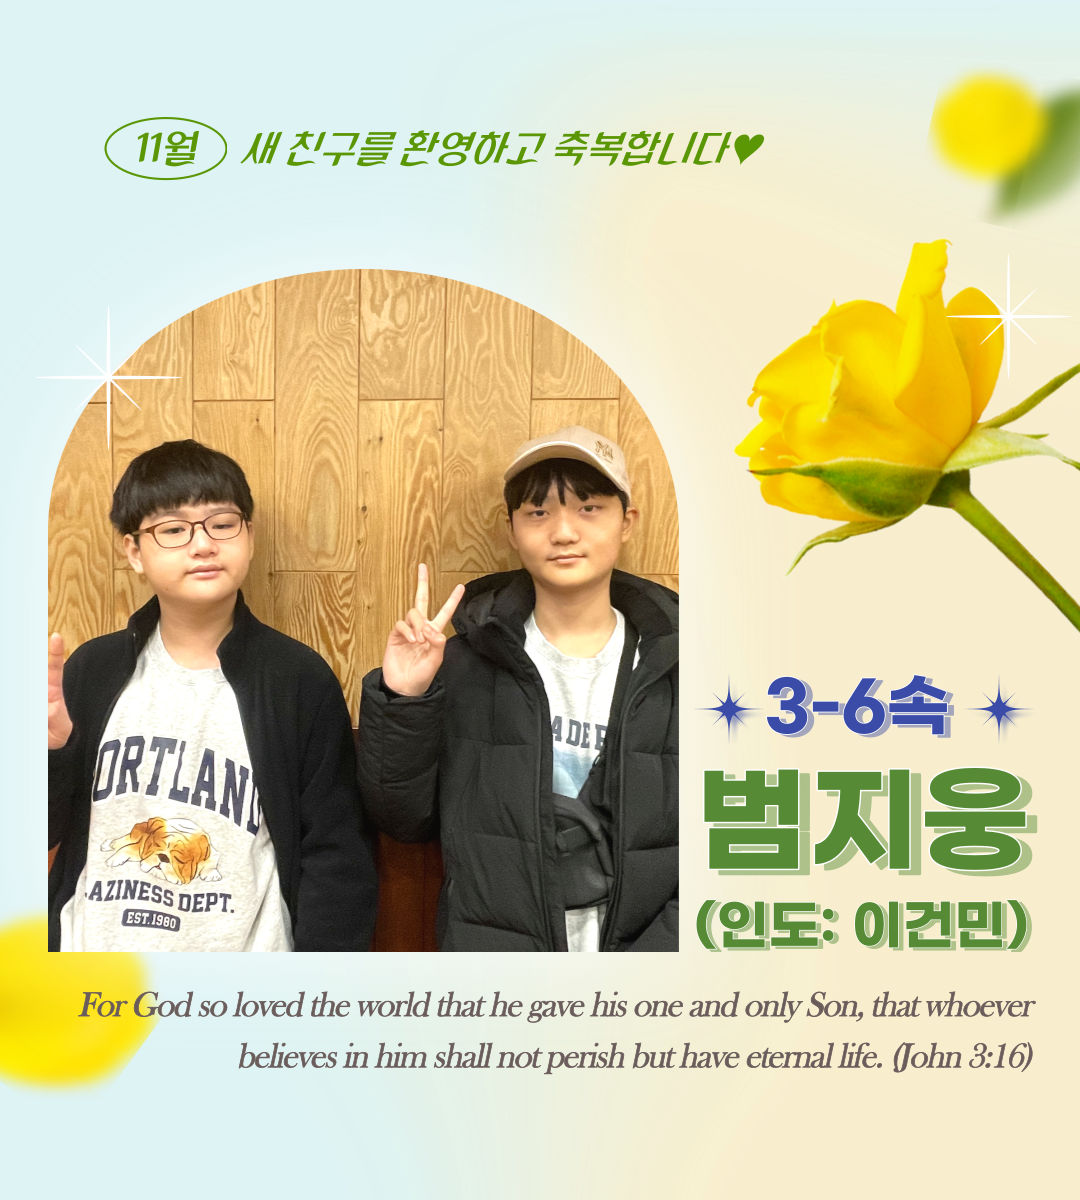 11월 새 친구를 환영하고 축복합니다♥
ORTLAND
LAZINESS DEPT.
EST.1980
ADE
3-6속
범지웅
(인도: 이건민)
For God so loved the world that he gave his one and only Son, that whoever
believes in him shall not perish but have eternal life. (John 3:16)